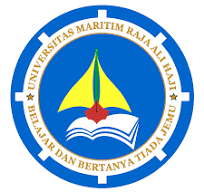 UNIVERSITAS MARITIM RAJA ALI HAJI
BELAJAR DAN BERTANYA TIADA JEMU